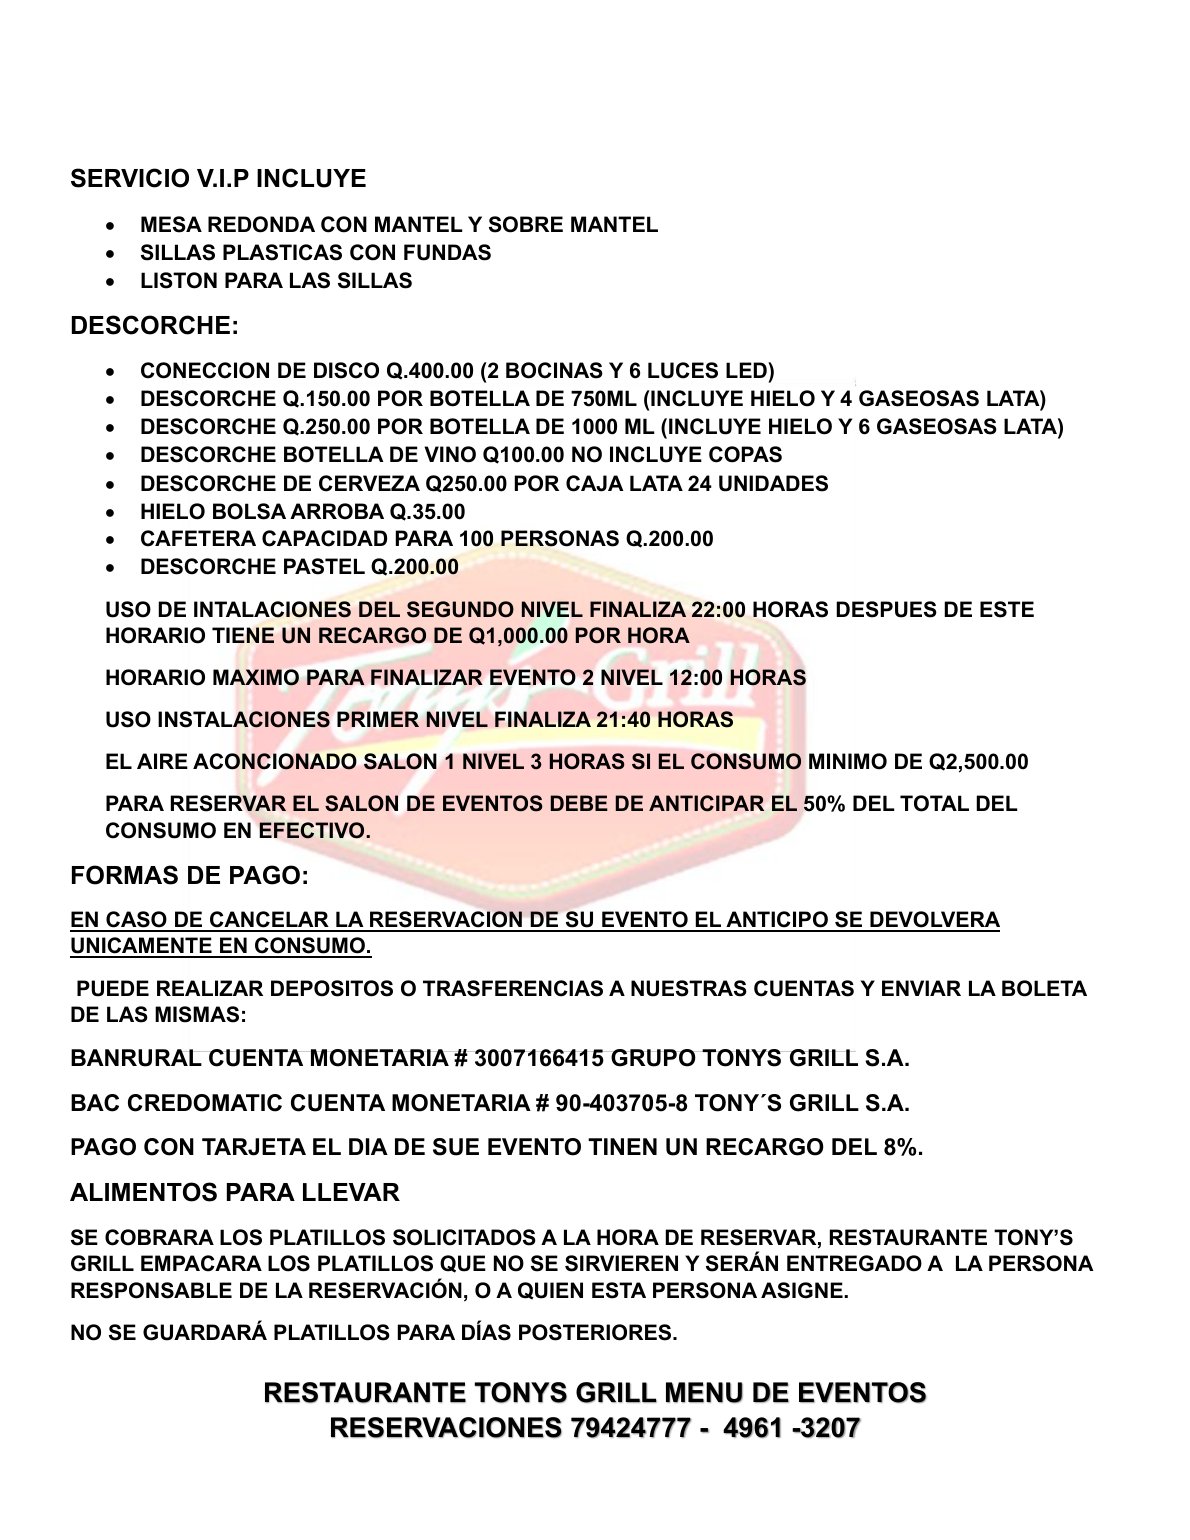 SERVICIO V.I.P INCLUYE
• MESA REDONDA CON MANTEL Y SOBRE MANTEL
• SILLAS PLASTICAS CON FUNDAS
• LISTON PARA LAS SILLAS
DESCORCHE:
• CONECCION DE DISCO Q.400.00 (2 BOCINAS Y 6 LUCES LED)
• DESCORCHE Q.150.00 POR BOTELLA DE 750ML (INCLUYE HIELO Y 4 GASEOSAS LATA)
• DESCORCHE Q.250.00 POR BOTELLA DE 1000 ML (INCLUYE HIELO Y 6 GASEOSAS LATA)
• DESCORCHE BOTELLA DE VINO Q100.00 NO INCLUYE COPAS
• DESCORCHE DE CERVEZA Q250.00 POR CAJA LATA 24 UNIDADES
• HIELO BOLSA ARROBA Q.35.00
• CAFETERA CAPACIDAD PARA 100 PERSONAS Q.200.00
• DESCORCHE PASTEL Q.200.00
USO DE INTALACIONES DEL SEGUNDO NIVEL FINALIZA 22:00 HORAS DESPUES DE ESTE
HORARIO TIENE UN RECARGO DE Q1,000.00 POR HORA
Tony's Grill
HORARIO MAXIMO PARA FINALIZAR EVENTO 2 NIVEL 12:00 HORAS
USO INSTALACIONES PRIMER NIVEL FINALIZA 21:40 HORAS
EL AIRE ACONCIONADO SALON 1 NIVEL 3 HORAS SI EL CONSUMO MINIMO DE Q2,500.00
PARA RESERVAR EL SALON DE EVENTOS DEBE DE ANTICIPAR EL 50% DEL TOTAL DEL
CONSUMO EN EFECTIVO.
FORMAS DE PAGO:
EN CASO DE CANCELAR LA RESERVACION DE SU EVENTO EL ANTICIPO SE DEVOLVERA
UNICAMENTE EN CONSUMO.
PUEDE REALIZAR DEPOSITOS O TRASFERENCIAS A NUESTRAS CUENTAS Y ENVIAR LA BOLETA
DE LAS MISMAS:
BANRURAL CUENTA MONETARIA # 3007166415 GRUPO TONYS GRILL S.A.
BAC CREDOMATIC CUENTA MONETARIA # 90-403705-8 TONY´S GRILL S.A.
PAGO CON TARJETA EL DIA DE SUE EVENTO TINEN UN RECARGO DEL 8%.
ALIMENTOS PARA LLEVAR
SE COBRARA LOS PLATILLOS SOLICITADOS A LA HORA DE RESERVAR, RESTAURANTE TONY’S
GRILL EMPACARA LOS PLATILLOS QUE NO SE SIRVIEREN Y SERÁN ENTREGADO A  LA PERSONA
RESPONSABLE DE LA RESERVACIÓN, O A QUIEN ESTA PERSONA ASIGNE.
NO SE GUARDARÁ PLATILLOS PARA DÍAS POSTERIORES.
RESTAURANTE TONYS GRILL MENU DE EVENTOS
RESERVACIONES 79424777 -  4961 -3207